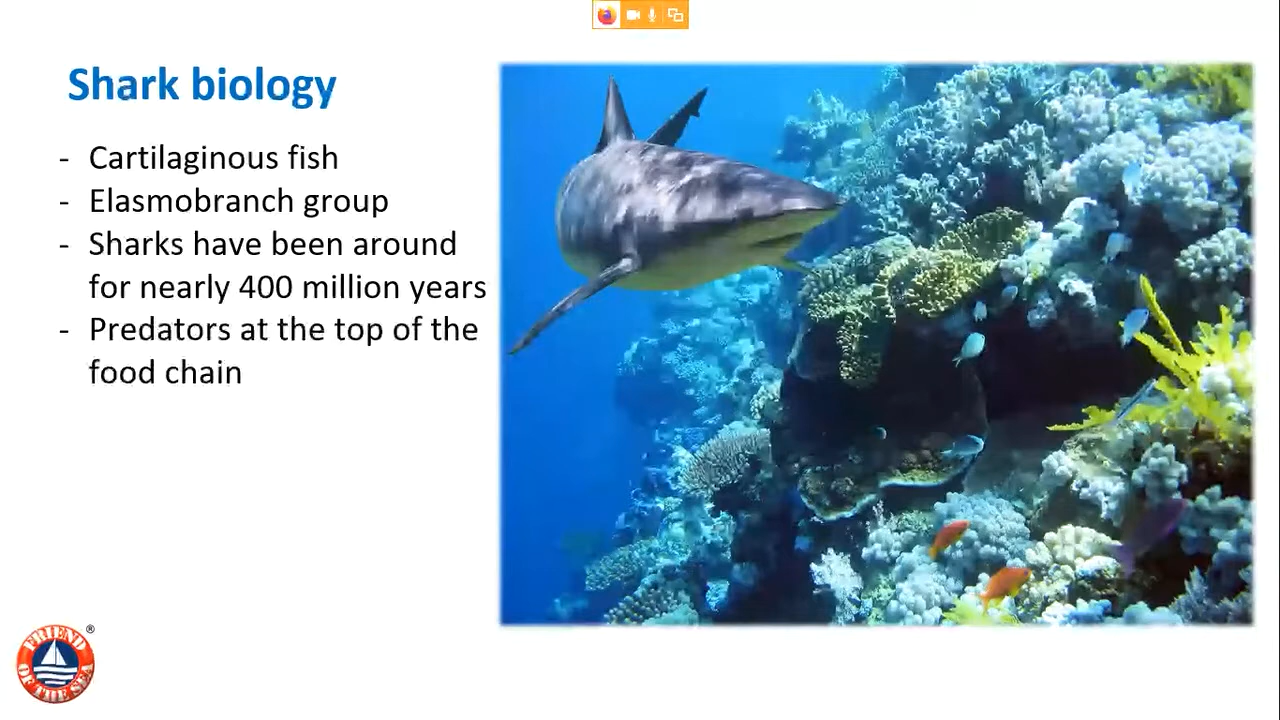 Shark biology
- Cartilaginous fish
- Elasmobranch group
- Sharks have been around
for nearly 400 million years
- Predators at the top of the
food chain
FRIEND
OF THE SEA
®